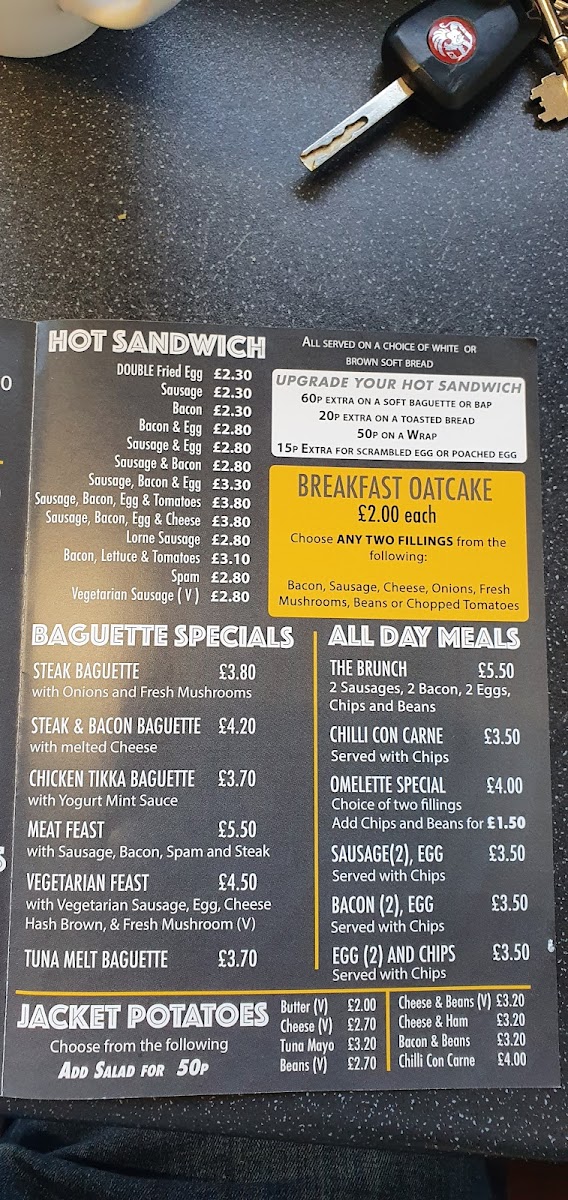 HOT SANDWICH
DOUBLE Fried Egg £2.30
Sausage £2.30
Bacon £2.30
Bacon & Egg £2.80
Sausage & Egg £2.80
Sausage & Bacon £2.80
Sausage, Bacon & Egg £3.30
Sausage, Bacon, Egg & Tomatoes £3.80
Sausage, Bacon, Egg & Cheese £3.80
Lorne Sausage £2.80
Bacon, Lettuce & Tomatoes £3.10
Spam £2.80
Vegetarian Sausage ( V ) £2.80
ALL SERVED ON A CHOICE OF WHITE OR
BROWN SOFT BREAD
UPGRADE YOUR HOT SANDWICH
60P EXTRA ON A SOFT BAGUETTE OR BAP
20P EXTRA ON A TOASTED BREAD
50P ON A WRAP
15P EXTRA FOR SCRAMBLED EGG OR POACHED EGG
BREAKFAST OATCAKE
£2.00 each
Choose ANY TWO FILLINGS from the
following:
Bacon, Sausage, Cheese, Onions, Fresh
Mushrooms, Beans or Chopped Tomatoes
BAGUETTE SPECIALS
STEAK BAGUETTE £3.80
with Onions and Fresh Mushrooms
STEAK & BACON BAGUETTE £4.20
with melted Cheese
CHICKEN TIKKA BAGUETTE £3.70
with Yogurt Mint Sauce
MEAT FEAST £5.50
with Sausage, Bacon, Spam and Steak
VEGETARIAN FEAST £4.50
with Vegetarian Sausage, Egg, Cheese
Hash Brown, & Fresh Mushroom (V)
TUNA MELT BAGUETTE £3.70
ALL DAY MEALS
THE BRUNCH £5.50
2 Sausages, 2 Bacon, 2 Eggs,
Chips and Beans
CHILLI CON CARNE £3.50
Served with Chips
OMELETTE SPECIAL £4.00
Choice of two fillings
Add Chips and Beans for £1.50
SAUSAGE(2), EGG £3.50
Served with Chips
BACON (2), EGG £3.50
Served with Chips
EGG (2) AND CHIPS £3.50
Served with Chips
JACKET POTATOES
Choose from the following
ADD SALAD FOR 50P
Butter (V) £2.00
Cheese (V) £2.70
Tuna Mayo £3.20
Beans (V) £2.70
Cheese & Beans (V) £3.20
Cheese & Ham £3.20
Bacon & Beans £3.20
Chilli Con Carne £4.00